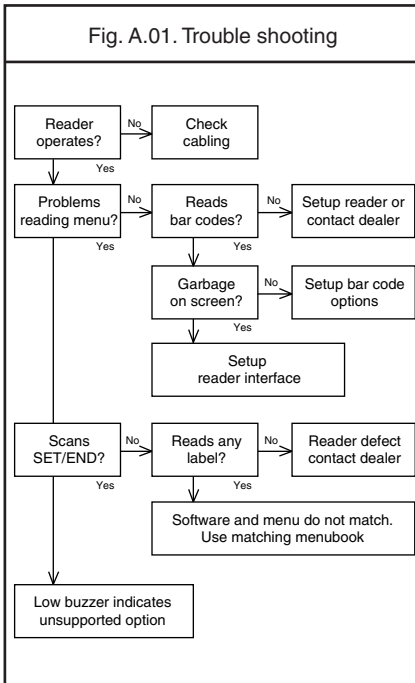 Fig. A.01. Trouble shooting
Reader
operates?
No
Check
cabling
Yes
Problems
reading menu?
No
Reads
bar codes?
No
Setup reader or
contact dealer
Yes
Yes
Garbage
on screen?
No
Setup bar code
options
Yes
Setup
reader interface
Scans
SET/END?
No
Reads any
label?
No
Reader defect
contact dealer
Yes
Yes
Software and menu do not match.
Use matching menubook
Low buzzer indicates
unsupported option